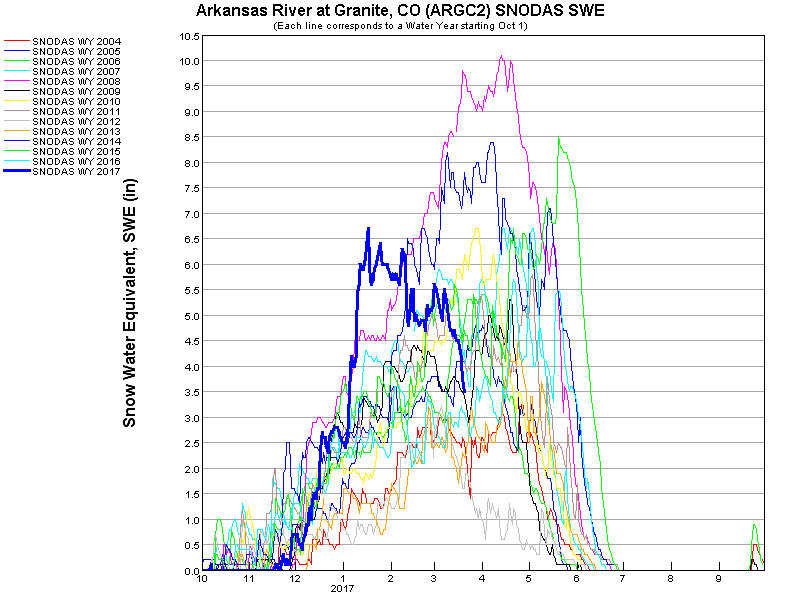 Arkansas River at Granite, CO (ARGC2) SNODAS SWE
(Each line corresponds to a Water Year starting Oct 1)
SNODAS WY 2004
SNODAS WY 2005
SNODAS WY 2006
SNODAS WY 2007
SNODAS WY 2008
SNODAS WY 2009
SNODAS WY 2010
SNODAS WY 2011
SNODAS WY 2012
SNODAS WY 2013
SNODAS WY 2014
SNODAS WY 2015
SNODAS WY 2016
SNODAS WY 2017
Snow Water Equivalent, SWE (in)
10.5
10.0
9.5
9.0
8.5
8.0
7.5
7.0
6.5
6.0
5.5
5.0
4.5
4.0
3.5
3.0
2.5
2.0
1.5
1.0
0.5
0.0
10 11 12 1 2 3 4 5 6 7 8 9
2017